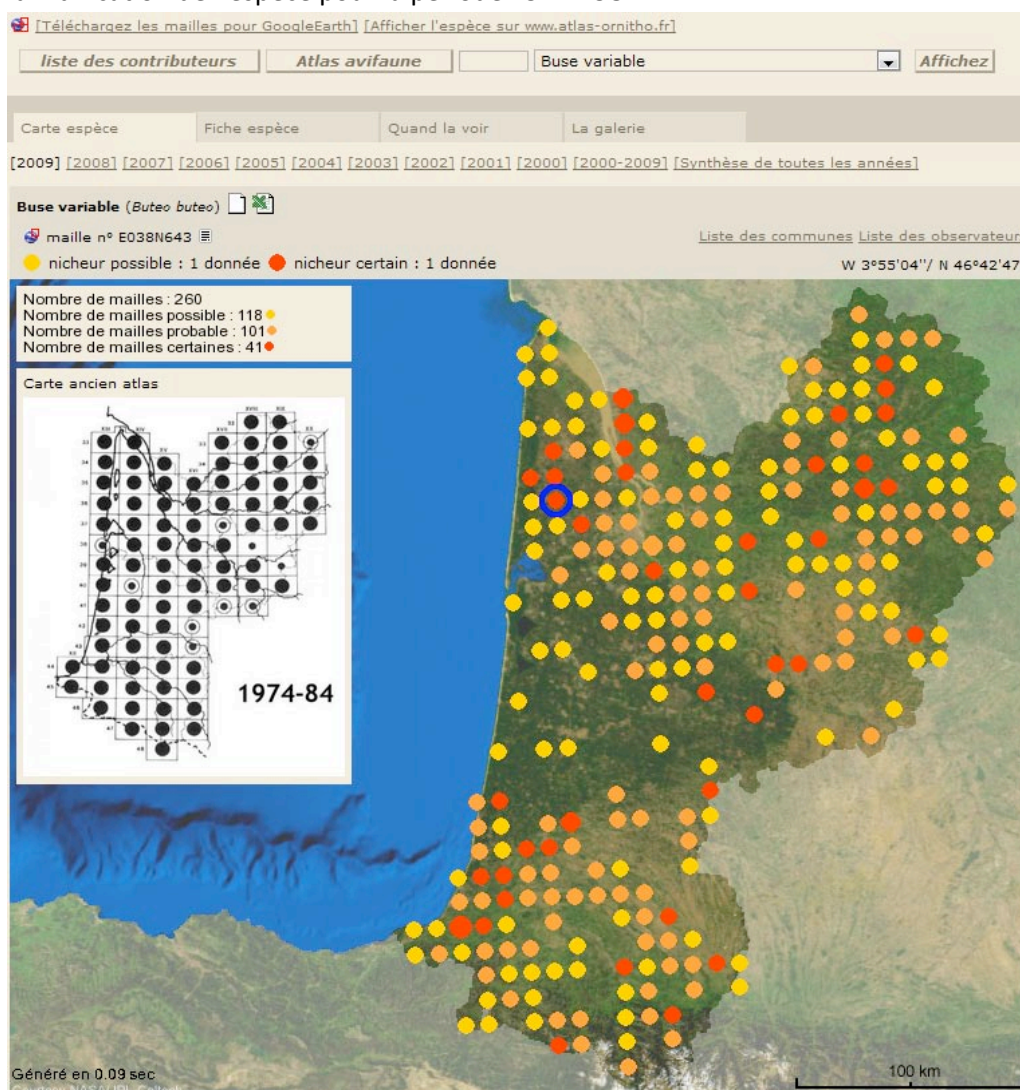 [Téléchargez les mailles pour GoogleEarth] [Afficher l'espèce sur www.atlas-ornitho.fr]
liste des contributeurs Atlas avifaune Buse variable Affichez
Carte espèce Fiche espèce Quand la voir La galerie
[2009] [2008] [2007] [2006] [2005] [2004] [2003] [2002] [2001] [2000] [2000-2009] [Synthèse de toutes les années]
Buse variable (Buteo buteo)
maille n° E038N643 Liste des communes Liste des observateur
nicheur possible : 1 donnée nicheur certain : 1 donnée W 3°55'04''/ N 46°42'47
Nombre de mailles : 260
Nombre de mailles possible : 118
Nombre de mailles probable : 101
Nombre de mailles certaines : 41
Carte ancien atlas
1974-84
Généré en 0.09 sec
100 km